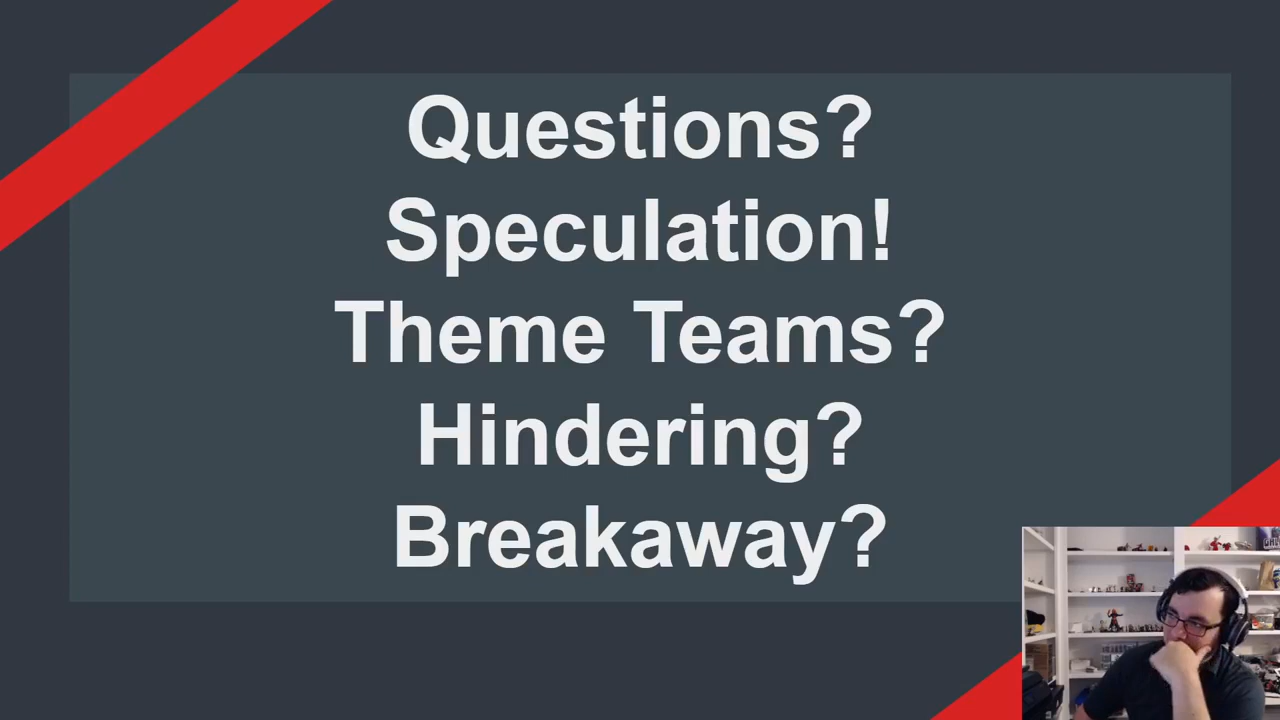 Questions?
Speculation!
Theme Teams?
Hindering?
Breakaway?